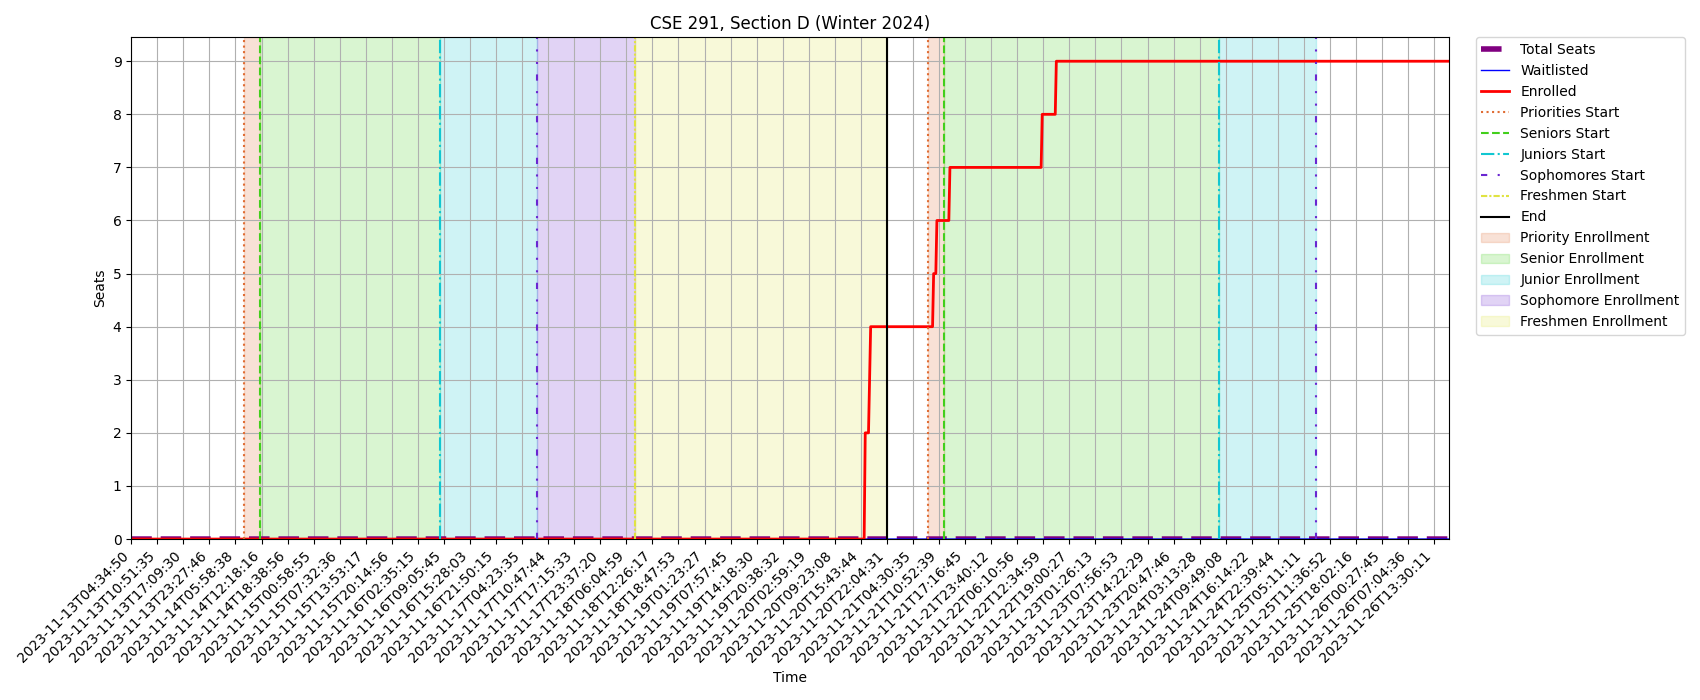 CSE 291, Section D (Winter 2024)
Seats
9
8
7
6
5
4
3
2
1
0
2023-11-13T04:34:50
2023-11-13T10:51:35
2023-11-13T17:09:30
2023-11-13T23:27:46
2023-11-14T05:58:38
2023-11-14T12:18:16
2023-11-14T18:38:56
2023-11-15T00:58:55
2023-11-15T07:32:36
2023-11-15T13:53:17
2023-11-15T20:14:56
2023-11-16T02:35:15
2023-11-16T09:05:45
2023-11-16T15:28:03
2023-11-16T21:50:15
2023-11-17T04:23:35
2023-11-17T10:47:44
2023-11-17T17:15:33
2023-11-17T23:37:20
2023-11-18T06:04:59
2023-11-18T12:26:17
2023-11-18T18:47:53
2023-11-19T01:23:27
2023-11-19T07:57:45
2023-11-19T14:18:30
2023-11-19T20:38:32
2023-11-20T02:59:19
2023-11-20T09:23:08
2023-11-20T15:43:44
2023-11-20T22:04:31
2023-11-21T04:30:35
2023-11-21T10:52:39
2023-11-21T17:16:45
2023-11-21T23:40:12
2023-11-22T06:10:56
2023-11-22T12:34:59
2023-11-22T19:00:27
2023-11-23T01:26:13
2023-11-23T07:56:53
2023-11-23T14:22:29
2023-11-23T20:47:46
2023-11-24T03:13:28
2023-11-24T09:49:08
2023-11-24T16:14:22
2023-11-24T22:39:44
2023-11-25T05:11:11
2023-11-25T11:36:52
2023-11-25T18:02:16
2023-11-26T00:27:45
2023-11-26T07:04:36
2023-11-26T13:30:11
Time
Total Seats
Waitlisted
Enrolled
Priorities Start
Seniors Start
Juniors Start
Sophomores Start
Freshmen Start
End
Priority Enrollment
Senior Enrollment
Junior Enrollment
Sophomore Enrollment
Freshmen Enrollment